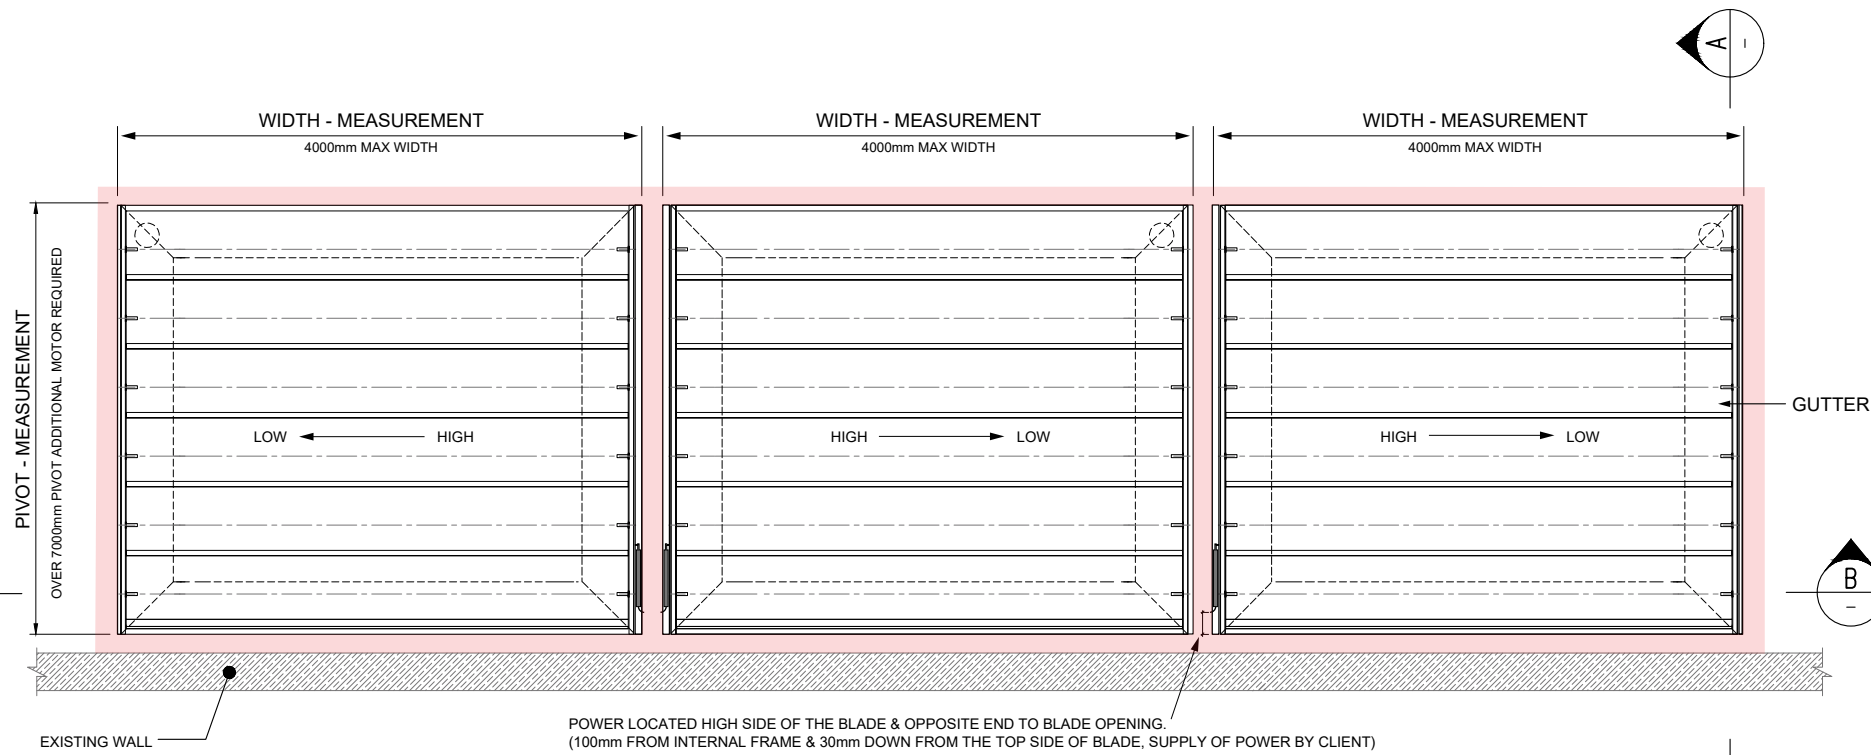 A
-
WIDTH - MEASUREMENT
4000mm MAX WIDTH
WIDTH - MEASUREMENT
4000mm MAX WIDTH
WIDTH - MEASUREMENT
4000mm MAX WIDTH
PIVOT - MEASUREMENT
OVER 7000mm PIVOT ADDITIONAL MOTOR REQUIRED
LOW HIGH
HIGH LOW
HIGH LOW
GUTTER
B
-
EXISTING WALL
POWER LOCATED HIGH SIDE OF THE BLADE & OPPOSITE END TO BLADE OPENING.
(100mm FROM INTERNAL FRAME & 30mm DOWN FROM THE TOP SIDE OF BLADE, SUPPLY OF POWER BY CLIENT)